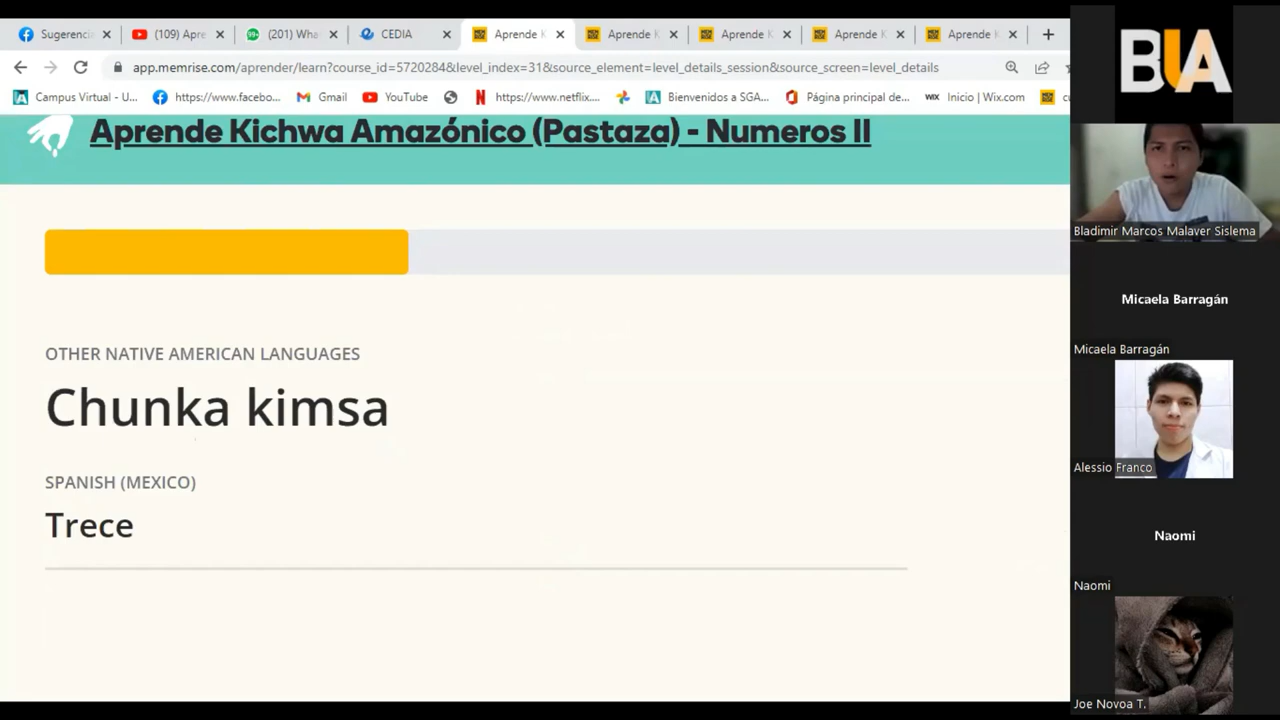 Sugerenci
(109) Apre
99+
(201) Wha
CEDIA
Aprende K
Aprende K
Aprende K
Aprende K
Aprende K
app.memrise.com/aprender/learn?course_id=5720284&level_index=31&source_element=level_details_session&source_screen=level_details
Campus Virtual - U...
https://www.facebo...
Gmail
YouTube
https://www.netflix....
Bienvenidos a SGA...
Página principal de...
WiX
Inicio | Wix.com
Aprende Kichwa Amazónico (Pastaza) - Numeros II
OTHER NATIVE AMERICAN LANGUAGES
Chunka kimsa
SPANISH (MEXICO)
Trece
BUA
Bladimir Marcos Malaver Sislema
Micaela Barragán
Micaela Barragán
Alessio Franco
Naomi
Naomi
Joe Novoa T.